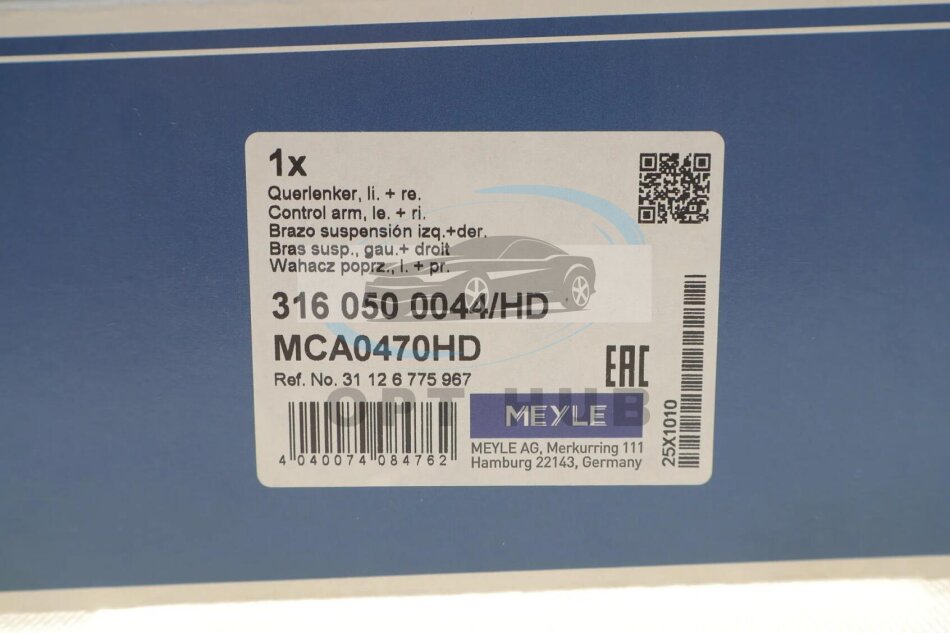 1x
Querlenker, li. + re.
Control arm, le. + ri.
Brazo suspensión izq.+der.
Bras susp., gau.+ droit
Wahacz poprz., l. + pr.
316 050 0044/HD
MCA0470HD
Ref. No. 31 12 6 775 967
EAC
OPT HUB
MEYLE
MEYLE AG, Merkurring 111
Hamburg 22143, Germany
4 040074 084762
25X1010